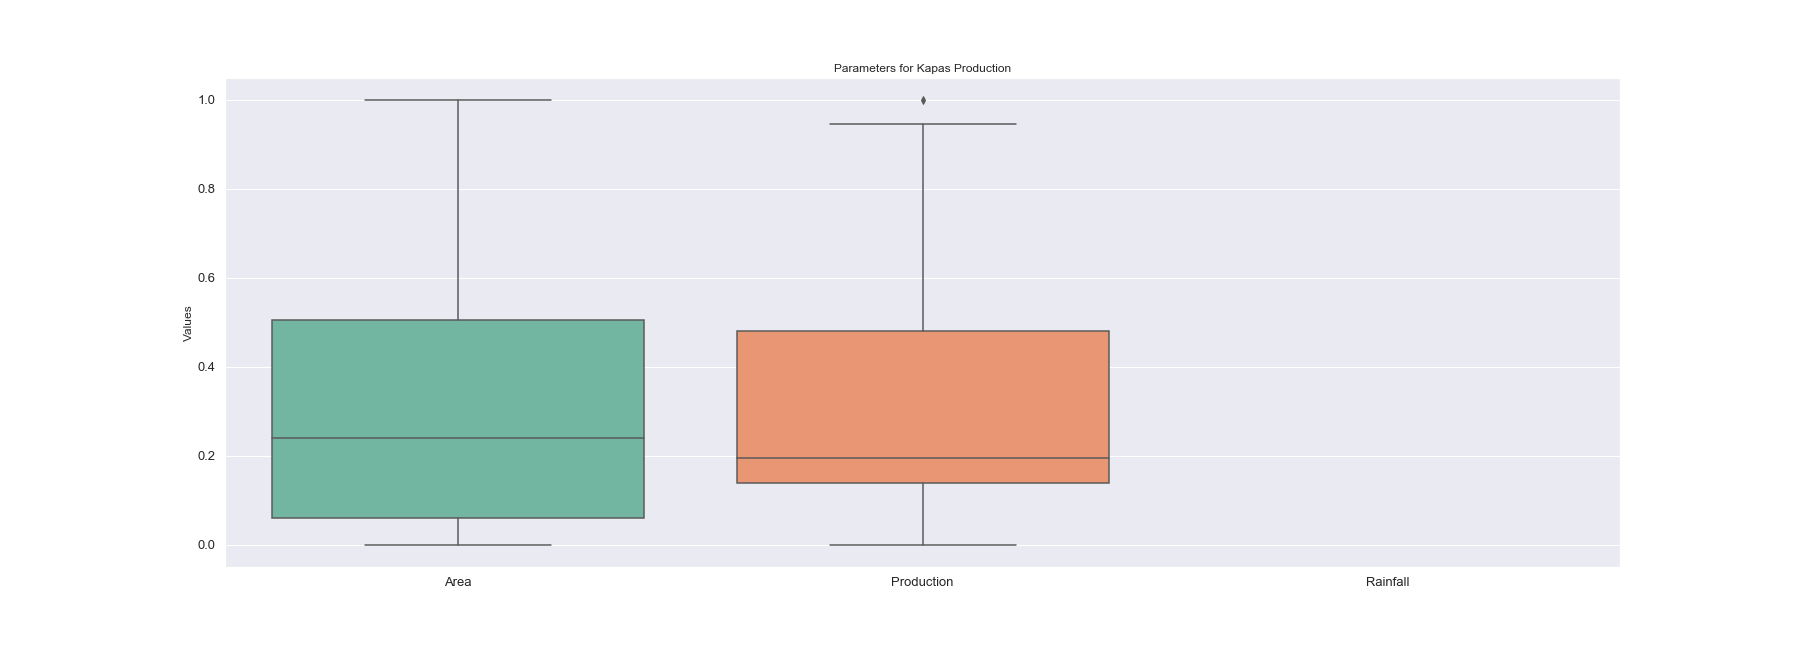 Parameters for Kapas Production
1.0
0.8
0.6
0.4
0.2
0.0
Values
Area
Production
Rainfall